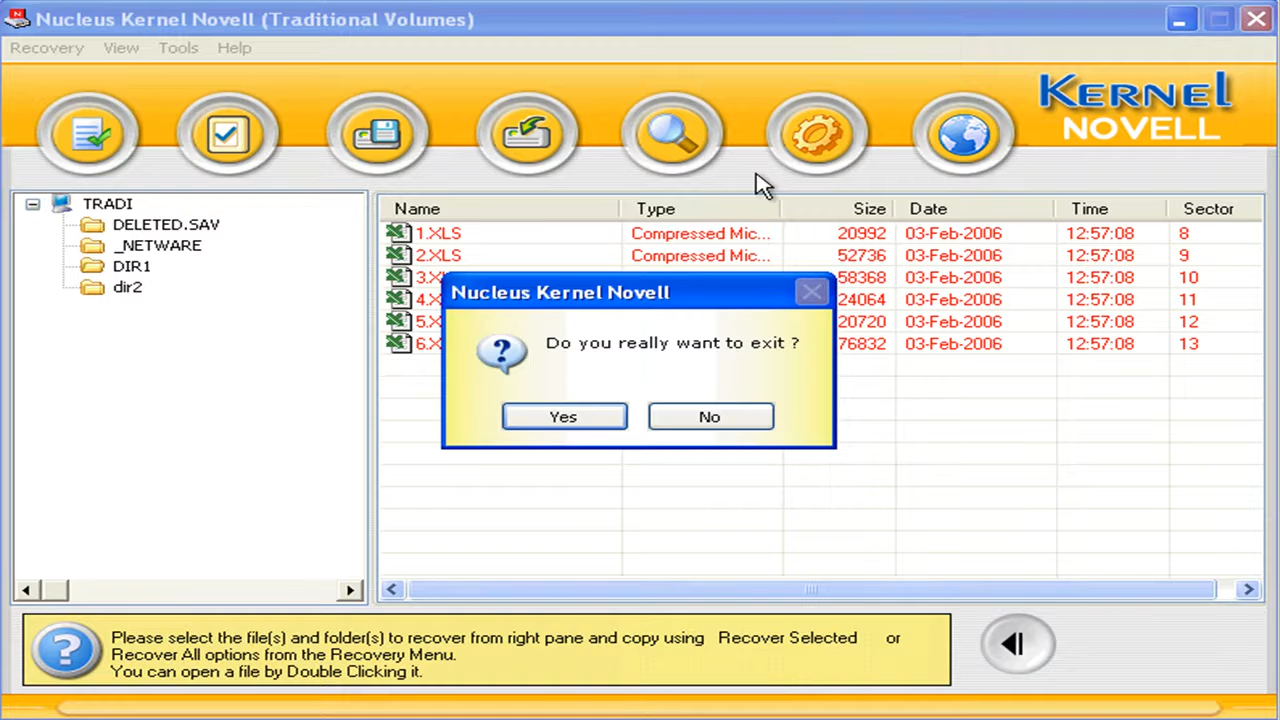 Nucleus Kernel Novell (Traditional Volumes)
Recovery View Tools Help
KERNEL
NOVELL
TRADI
DELETED.SAV
_NETWARE
DIR1
dir2
Name Type Size Date Time Sector
1.XLS Compressed Mic... 20992 03-Feb-2006 12:57:08 8
2.XLS Compressed Mic... 52736 03-Feb-2006 12:57:08 9
3.X 58368 03-Feb-2006 12:57:08 10
4. 24064 03-Feb-2006 12:57:08 11
5. 20720 03-Feb-2006 12:57:08 12
6.X 76832 03-Feb-2006 12:57:08 13
Nucleus Kernel Novell
Do you really want to exit ?
Yes No
Please select the file(s) and folder(s) to recover from right pane and copy using Recover Selected or
Recover All options from the Recovery Menu.
You can open a file by Double Clicking it.